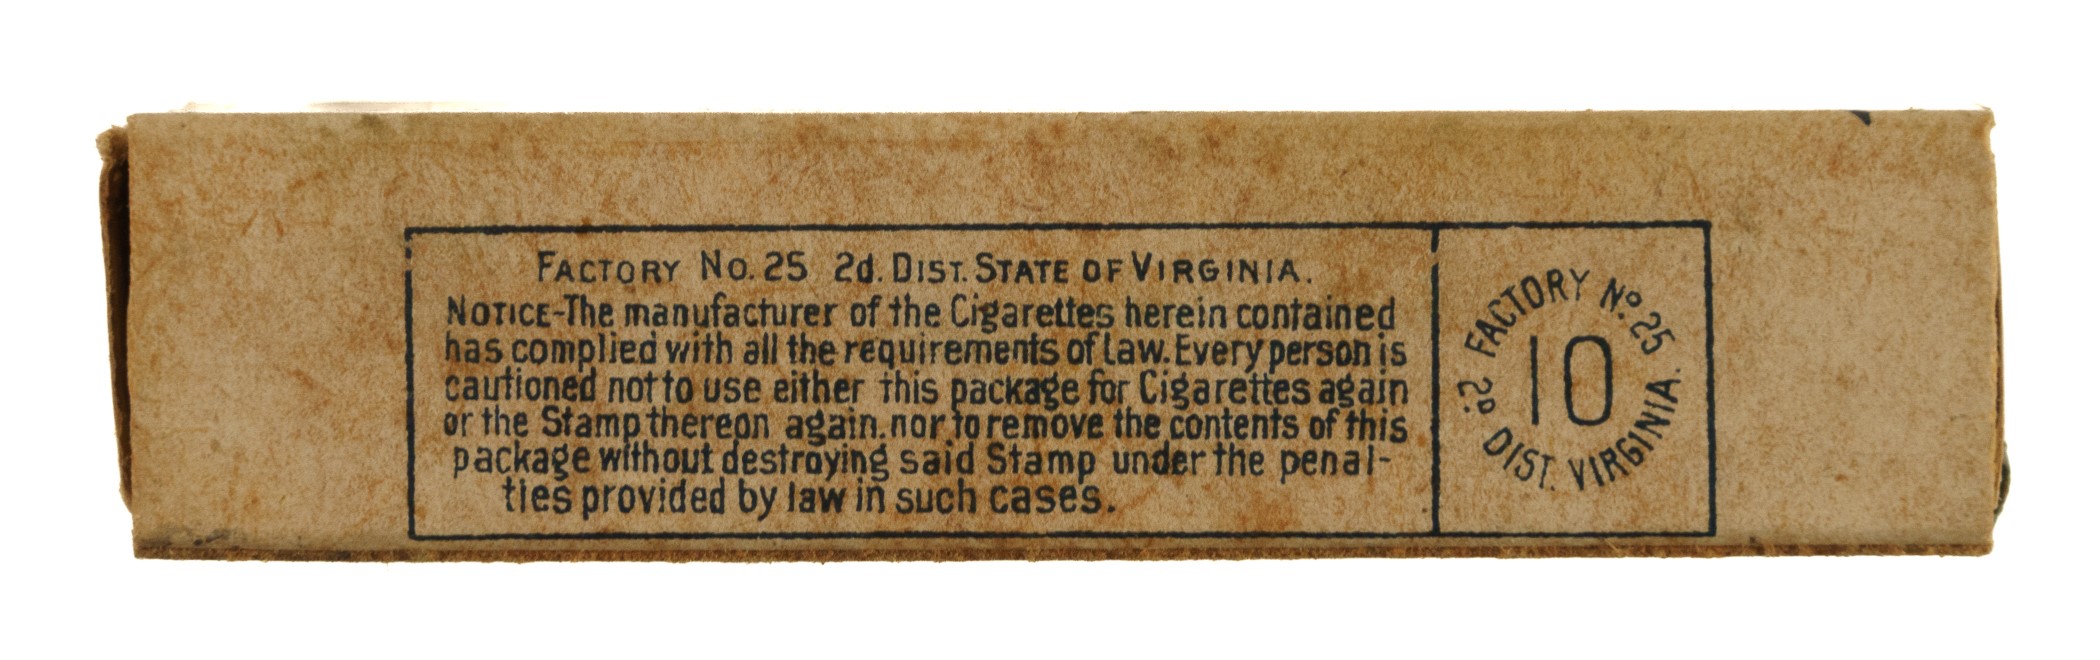 FACTORY No. 25 2d. DIST. STATE OF VIRGINIA.
NOTICE-The manufacturer of the Cigarettes herein contained
has complied with all the requirements of law. Every person is
cautioned not to use either this package for Cigarettes again
or the Stamp thereon again. nor to remove the contents of this
package without destroying said Stamp under the penal-
ties provided by law in such cases.
FACTORY No. 25
10
2D. DIST. VIRGINIA.